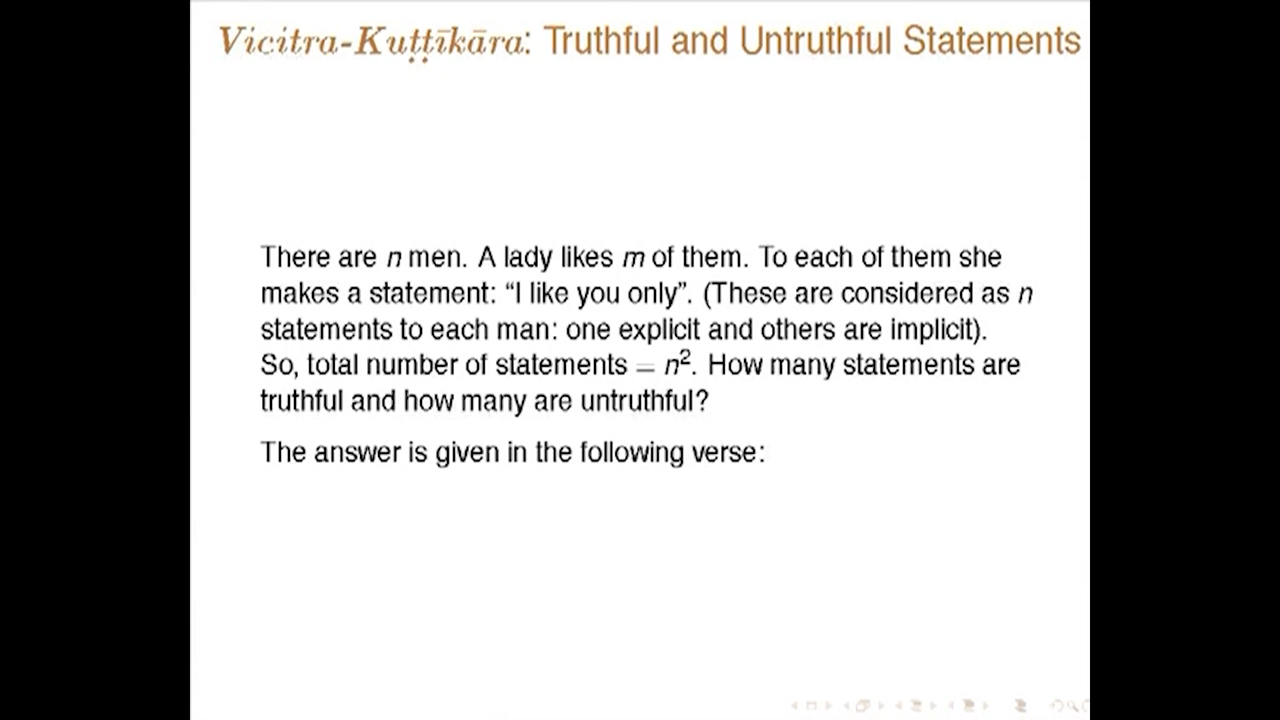 Vicitra-Kuṭṭīkāra: Truthful and Untruthful Statements
There are n men. A lady likes m of them. To each of them she
makes a statement: “I like you only”. (These are considered as n
statements to each man: one explicit and others are implicit).
So, total number of statements = n². How many statements are
truthful and how many are untruthful?
The answer is given in the following verse: